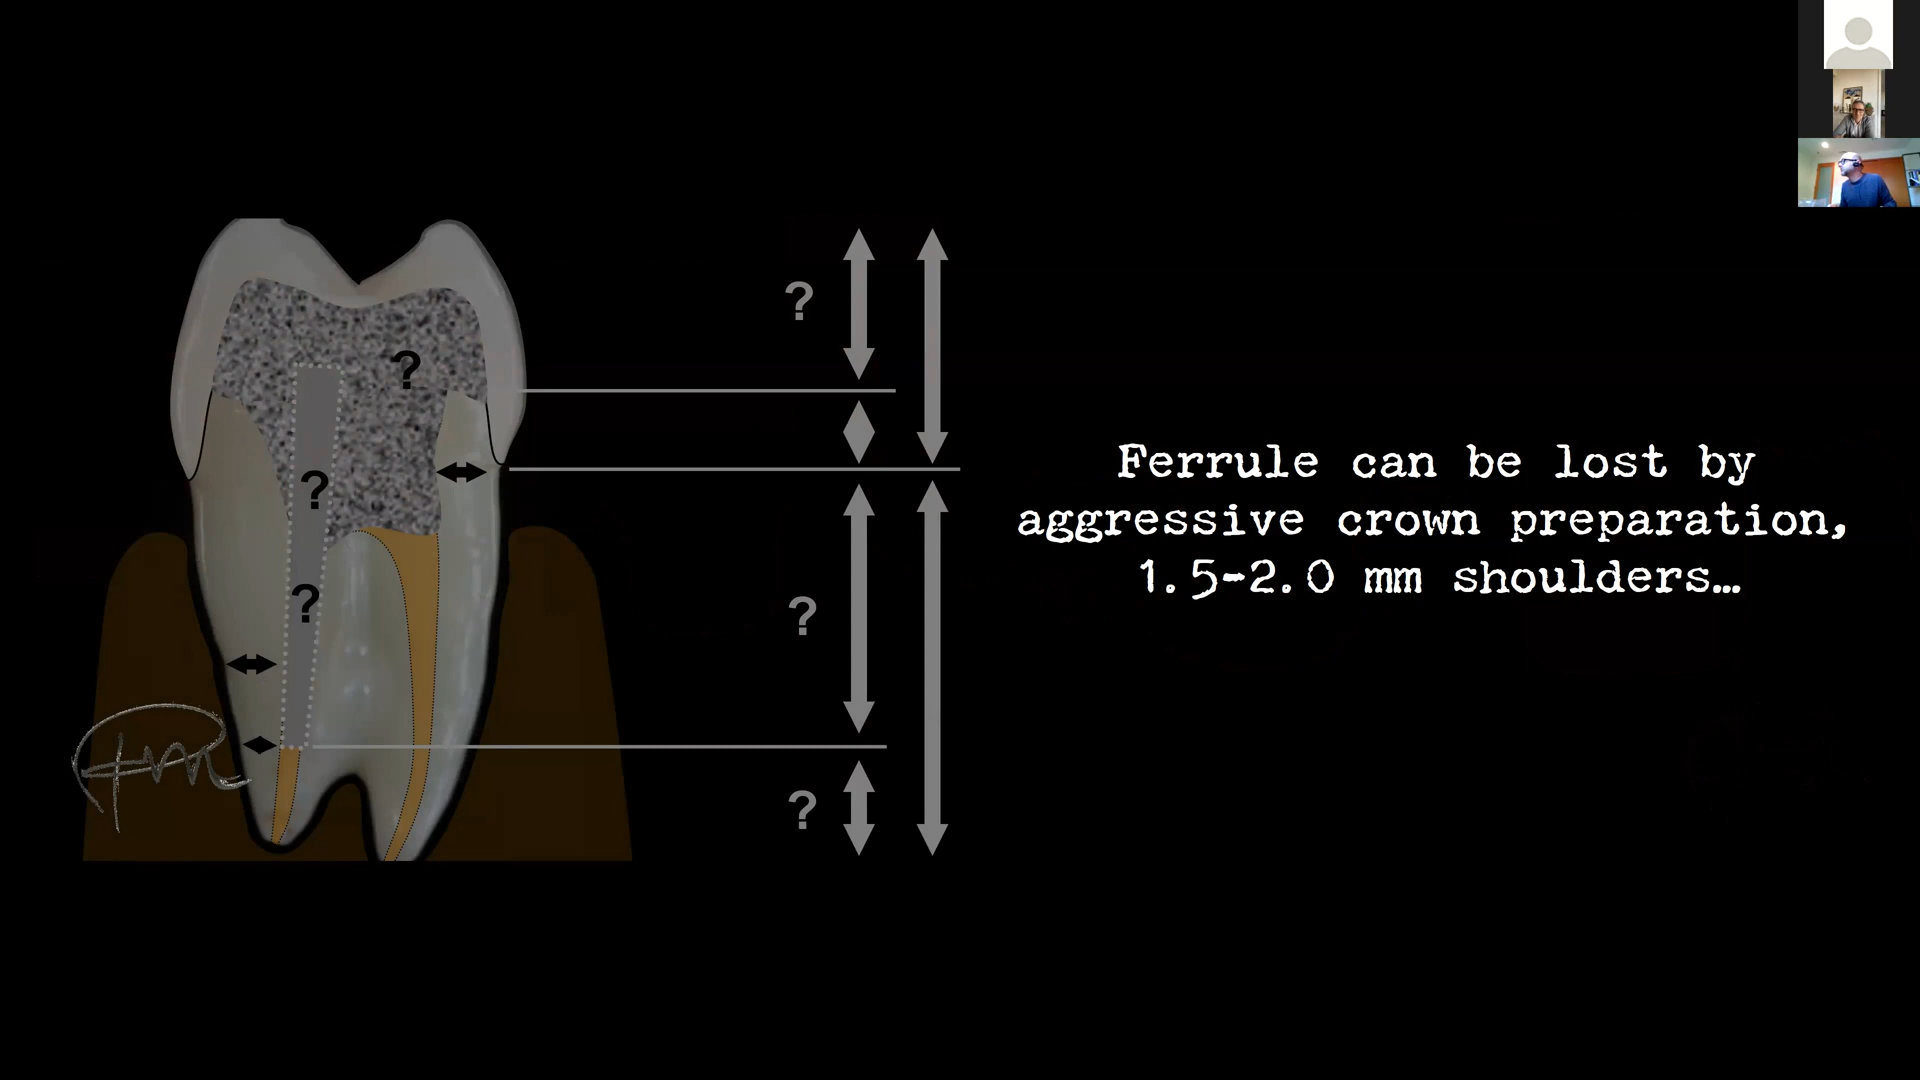 ?
?
?
?
Ferrule can be lost by
aggressive crown preparation,
1.5-2.0 mm shoulders…
?
?
?